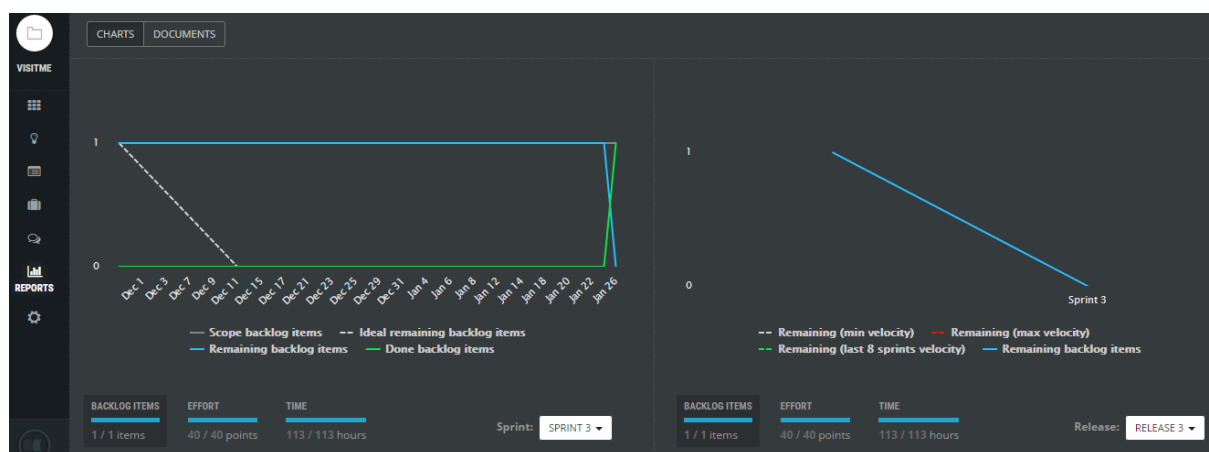 CHARTS DOCUMENTS
VISITME
REPORTS
1
0
Dec 1 Dec 3 Dec 7 Dec 9 Dec 11 Dec 15 Dec 17 Dec 21 Dec 23 Dec 25 Dec 29 Dec 31 Jan 4 Jan 6 Jan 8 Jan 12 Jan 14 Jan 18 Jan 20 Jan 22 Jan 26
Scope backlog items Ideal remaining backlog items
Remaining backlog items Done backlog items
BACKLOG ITEMS EFFORT TIME
1 / 1 items 40 / 40 points 113 / 113 hours
Sprint: SPRINT 3
1
0
Sprint 3
Remaining (min velocity) Remaining (max velocity)
Remaining (last 8 sprints velocity) Remaining backlog items
BACKLOG ITEMS EFFORT TIME
1 / 1 items 40 / 40 points 113 / 113 hours
Release: RELEASE 3